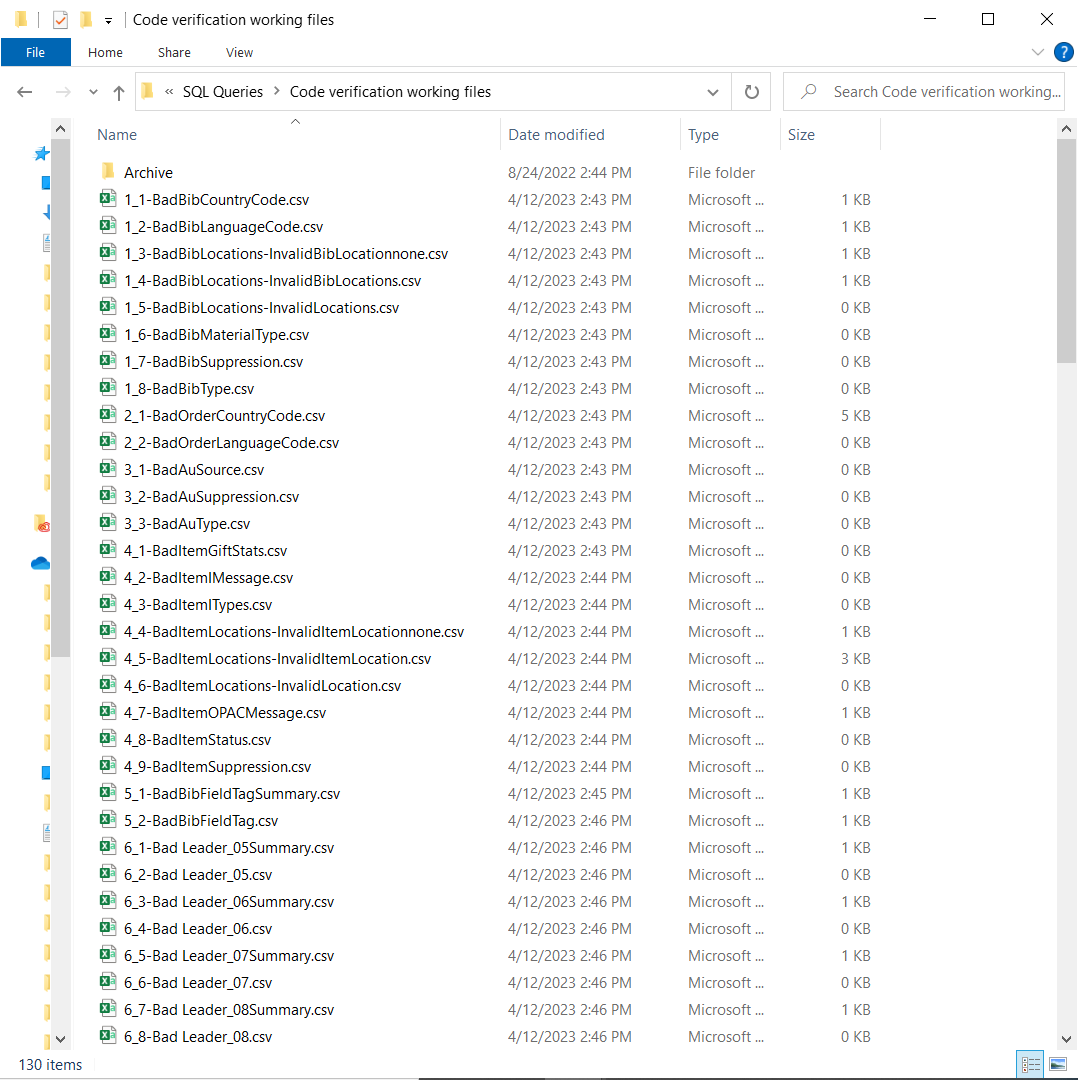 Code verification working files
File Home Share View
« SQL Queries > Code verification working files Search Code verification working...
Name Date modified Type Size
Archive 8/24/2022 2:44 PM File folder
1_1-BadBibCountryCode.csv 4/12/2023 2:43 PM Microsoft ... 1 KB
1_2-BadBibLanguageCode.csv 4/12/2023 2:43 PM Microsoft ... 1 KB
1_3-BadBibLocations-InvalidBibLocationnone.csv 4/12/2023 2:43 PM Microsoft ... 1 KB
1_4-BadBibLocations-InvalidBibLocations.csv 4/12/2023 2:43 PM Microsoft ... 1 KB
1_5-BadBibLocations-InvalidLocations.csv 4/12/2023 2:43 PM Microsoft ... 0 KB
1_6-BadBibMaterialType.csv 4/12/2023 2:43 PM Microsoft ... 0 KB
1_7-BadBibSuppression.csv 4/12/2023 2:43 PM Microsoft ... 0 KB
1_8-BadBibType.csv 4/12/2023 2:43 PM Microsoft ... 0 KB
2_1-BadOrderCountryCode.csv 4/12/2023 2:43 PM Microsoft ... 5 KB
2_2-BadOrderLanguageCode.csv 4/12/2023 2:43 PM Microsoft ... 0 KB
3_1-BadAuSource.csv 4/12/2023 2:43 PM Microsoft ... 0 KB
3_2-BadAuSuppression.csv 4/12/2023 2:43 PM Microsoft ... 0 KB
3_3-BadAuType.csv 4/12/2023 2:43 PM Microsoft ... 0 KB
4_1-BadItemGiftStats.csv 4/12/2023 2:43 PM Microsoft ... 0 KB
4_2-BadItemIMessage.csv 4/12/2023 2:44 PM Microsoft ... 0 KB
4_3-BadItemITypes.csv 4/12/2023 2:44 PM Microsoft ... 0 KB
4_4-BadItemLocations-InvalidItemLocationnone.csv 4/12/2023 2:44 PM Microsoft ... 1 KB
4_5-BadItemLocations-InvalidItemLocation.csv 4/12/2023 2:44 PM Microsoft ... 3 KB
4_6-BadItemLocations-InvalidLocation.csv 4/12/2023 2:44 PM Microsoft ... 0 KB
4_7-BadItemOPACMessage.csv 4/12/2023 2:44 PM Microsoft ... 1 KB
4_8-BadItemStatus.csv 4/12/2023 2:44 PM Microsoft ... 0 KB
4_9-BadItemSuppression.csv 4/12/2023 2:44 PM Microsoft ... 0 KB
5_1-BadBibFieldTagSummary.csv 4/12/2023 2:45 PM Microsoft ... 1 KB
5_2-BadBibFieldTag.csv 4/12/2023 2:46 PM Microsoft ... 1 KB
6_1-Bad Leader_05Summary.csv 4/12/2023 2:46 PM Microsoft ... 1 KB
6_2-Bad Leader_05.csv 4/12/2023 2:46 PM Microsoft ... 0 KB
6_3-Bad Leader_06Summary.csv 4/12/2023 2:46 PM Microsoft ... 1 KB
6_4-Bad Leader_06.csv 4/12/2023 2:46 PM Microsoft ... 0 KB
6_5-Bad Leader_07Summary.csv 4/12/2023 2:46 PM Microsoft ... 1 KB
6_6-Bad Leader_07.csv 4/12/2023 2:46 PM Microsoft ... 0 KB
6_7-Bad Leader_08Summary.csv 4/12/2023 2:46 PM Microsoft ... 1 KB
6_8-Bad Leader_08.csv 4/12/2023 2:46 PM Microsoft ... 0 KB
130 items